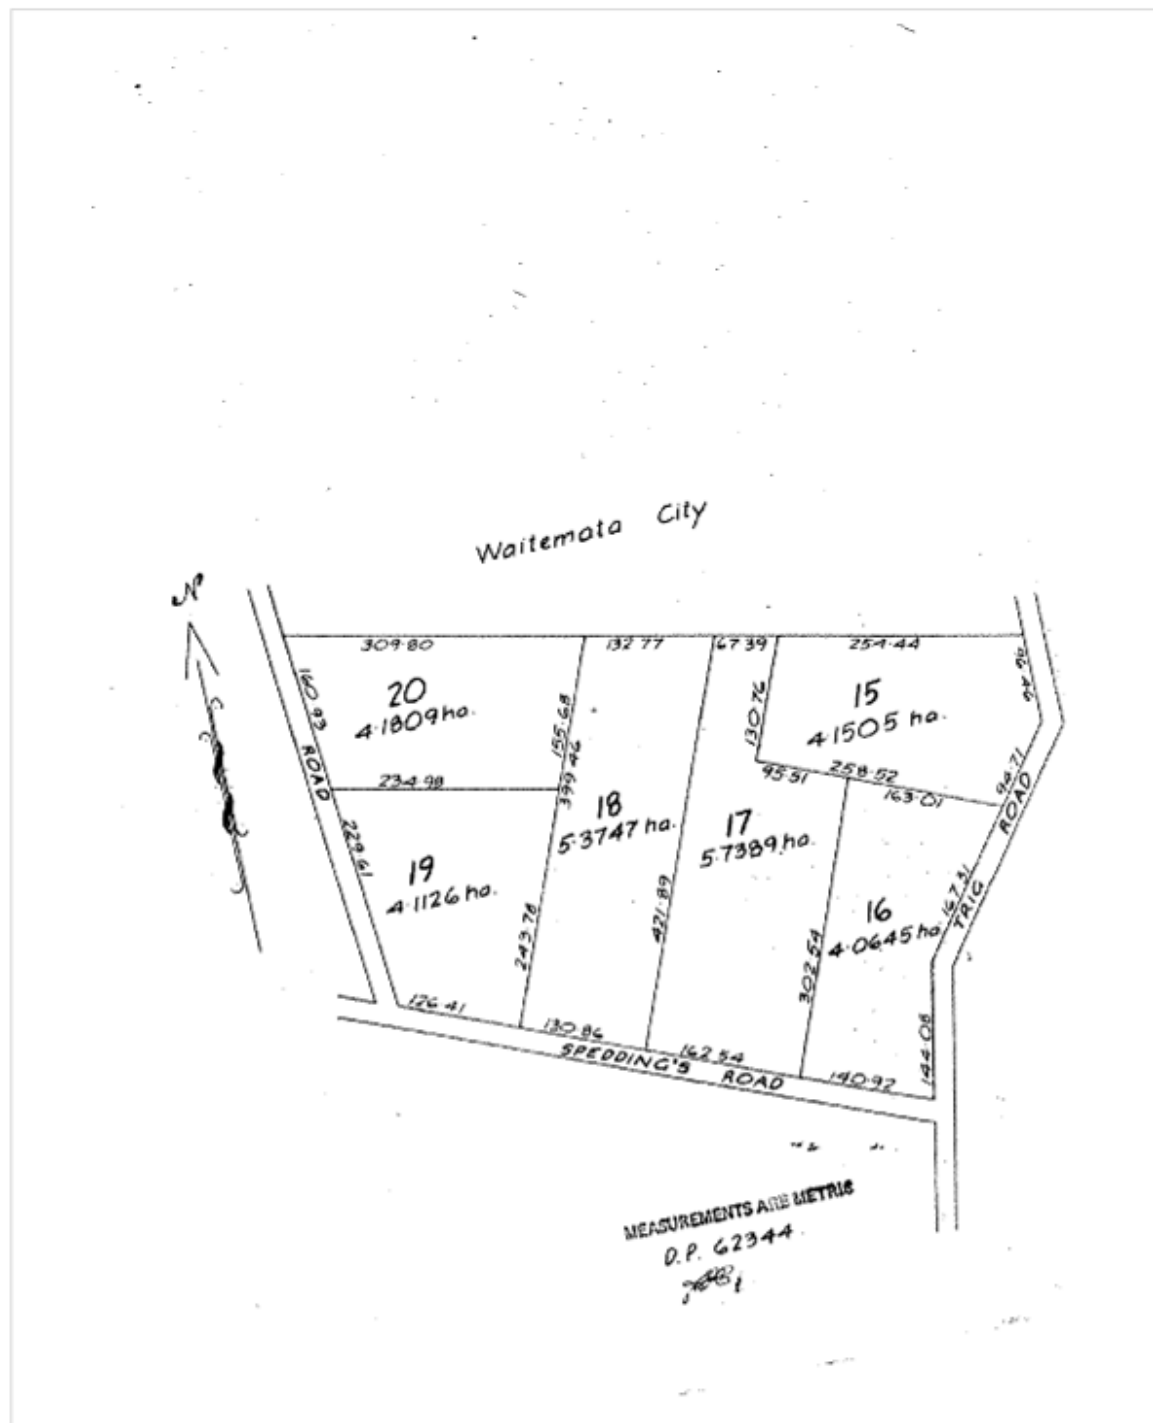 Waitemata City
N
309.80
132.77
67.39
254.44
160.93
20
4.1809 ha.
155.68
399.46
130.76
15
4.1505 ha.
ROAD
234.98
95.51
258.52
163.01
94.71
ROAD
229.61
18
5.3747 ha.
17
5.7389 ha.
19
4.1126 ha.
243.78
421.89
302.54
16
4.0645 ha
167.31
TRIG
126.41
130.86
162.54
140.92
144.08
SPEDDING'S ROAD
MEASUREMENTS ARE METRIC
D.P. 62344